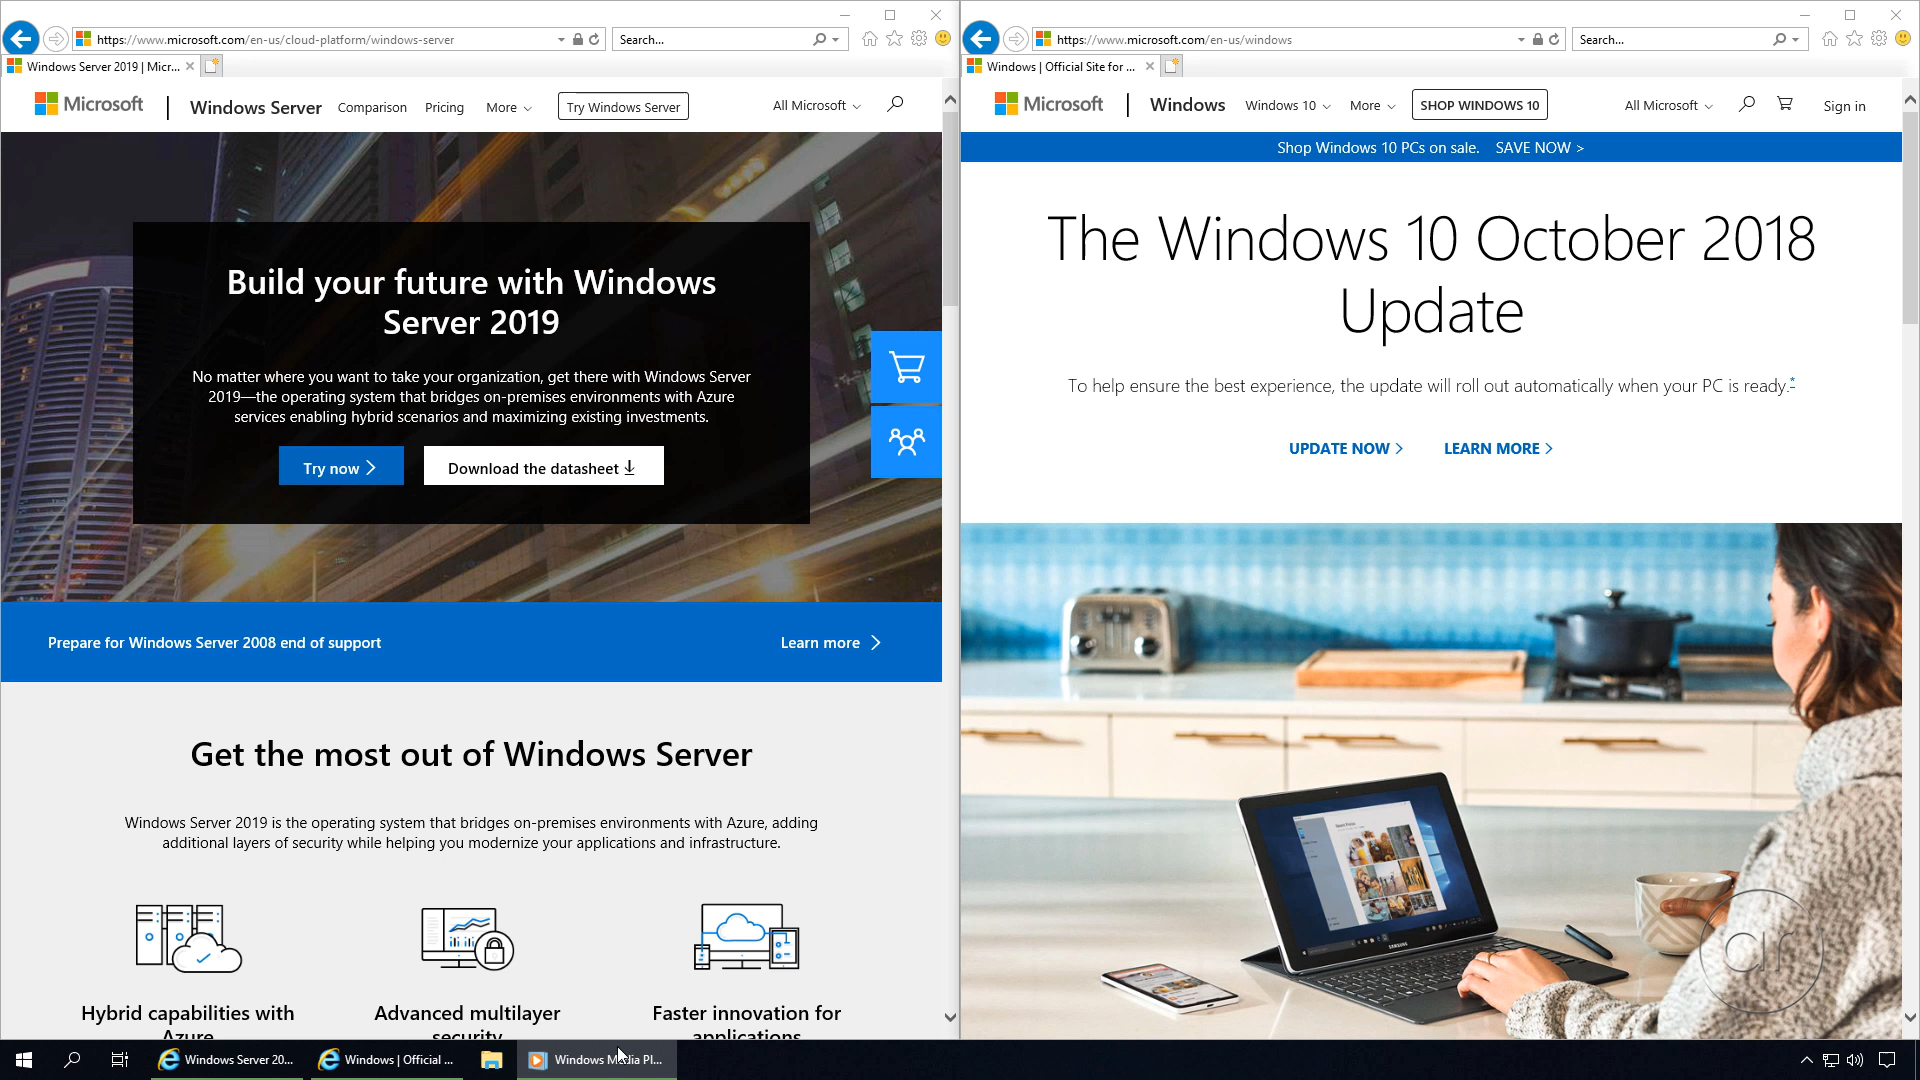 https://www.microsoft.com/en-us/cloud-platform/windows-server
Search...
Windows Server 2019 | Micr...
Microsoft
Windows Server
Comparison
Pricing
More
Try Windows Server
All Microsoft
Build your future with Windows
Server 2019
No matter where you want to take your organization, get there with Windows Server
2019—the operating system that bridges on-premises environments with Azure
services enabling hybrid scenarios and maximizing existing investments.
Try now
Download the datasheet
Prepare for Windows Server 2008 end of support
Learn more
Get the most out of Windows Server
Windows Server 2019 is the operating system that bridges on-premises environments with Azure, adding
additional layers of security while helping you modernize your applications and infrastructure.
Hybrid capabilities with
Azure
Advanced multilayer
security
Faster innovation for
applications
https://www.microsoft.com/en-us/windows
Search...
Windows | Official Site for ...
Microsoft
Windows
Windows 10
More
SHOP WINDOWS 10
All Microsoft
Sign in
Shop Windows 10 PCs on sale. SAVE NOW >
The Windows 10 October 2018
Update
To help ensure the best experience, the update will roll out automatically when your PC is ready.*
UPDATE NOW
LEARN MORE
SAMSUNG
Windows Server 20...
Windows | Official ...
Windows Media Pl...